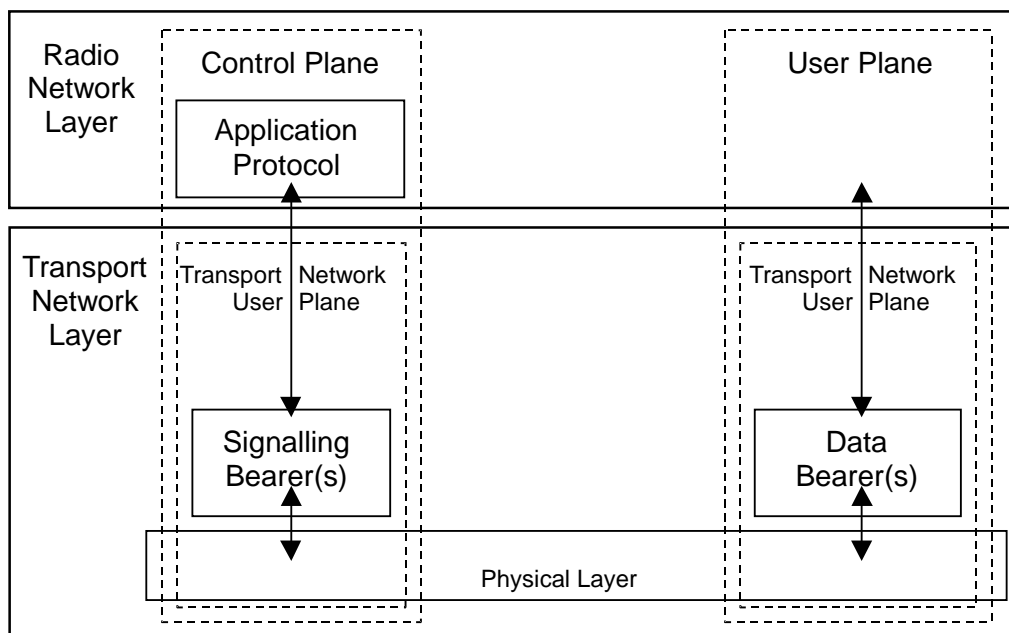 Radio
Network
Layer
Control Plane
User Plane
Application
Protocol
Transport
Network
Layer
Transport Network
User Plane
Transport Network
User Plane
Signalling
Bearer(s)
Data
Bearer(s)
Physical Layer